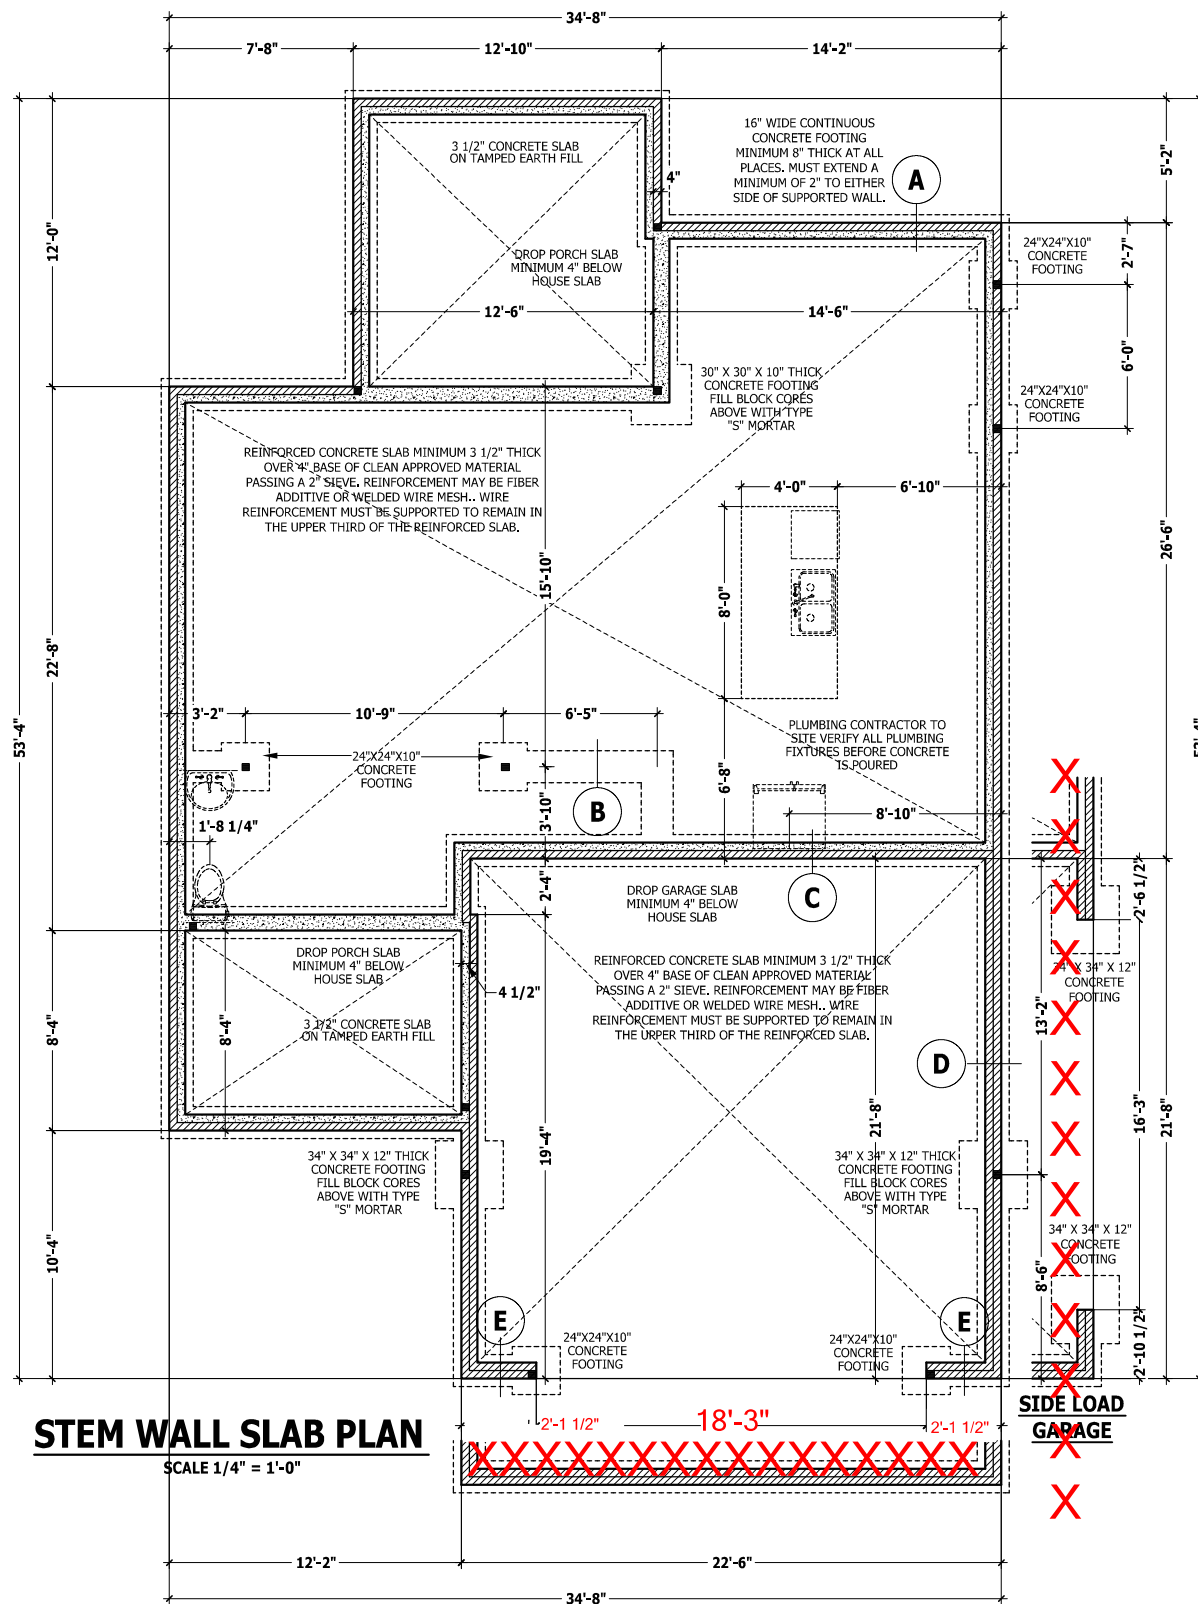 34'-8"
7'-8"
12'-10"
14'-2"
3 1/2" CONCRETE SLAB
ON TAMPED EARTH FILL
16" WIDE CONTINUOUS
CONCRETE FOOTING
MINIMUM 8" THICK AT ALL
PLACES. MUST EXTEND A
MINIMUM OF 2" TO EITHER
SIDE OF SUPPORTED WALL.
A
4"
5'-2"
12'-0"
DROP PORCH SLAB
MINIMUM 4" BELOW
HOUSE SLAB
24"X24"X10"
CONCRETE
FOOTING
2'-7"
12'-6"
14'-6"
6'-0"
30" X 30" X 10" THICK
CONCRETE FOOTING
FILL BLOCK CORES
ABOVE WITH TYPE
"S" MORTAR
24"X24"X10"
CONCRETE
FOOTING
REINFORCED CONCRETE SLAB MINIMUM 3 1/2" THICK
OVER 4" BASE OF CLEAN APPROVED MATERIAL
PASSING A 2" SIEVE. REINFORCEMENT MAY BE FIBER
ADDITIVE OR WELDED WIRE MESH.. WIRE
REINFORCEMENT MUST BE SUPPORTED TO REMAIN IN
THE UPPER THIRD OF THE REINFORCED SLAB.
4'-0"
6'-10"
15'-10"
8'-0"
26'-6"
22'-8"
53'-4"
53'-4"
3'-2"
10'-9"
6'-5"
24"X24"X10"
CONCRETE
FOOTING
PLUMBING CONTRACTOR TO
SITE VERIFY ALL PLUMBING
FIXTURES BEFORE CONCRETE
IS POURED
6'-8"
X
B
3'-10"
8'-10"
1'-8 1/4"
X
2'-4"
DROP GARAGE SLAB
MINIMUM 4" BELOW
HOUSE SLAB
C
X
2'-6 1/2"
DROP PORCH SLAB
MINIMUM 4" BELOW
HOUSE SLAB
REINFORCED CONCRETE SLAB MINIMUM 3 1/2" THICK
OVER 4" BASE OF CLEAN APPROVED MATERIAL
PASSING A 2" SIEVE. REINFORCEMENT MAY BE FIBER
ADDITIVE OR WELDED WIRE MESH.. WIRE
REINFORCEMENT MUST BE SUPPORTED TO REMAIN IN
THE UPPER THIRD OF THE REINFORCED SLAB.
X
34" X 34" X 12"
CONCRETE
FOOTING
4 1/2"
3 1/2" CONCRETE SLAB
ON TAMPED EARTH FILL
8'-4"
8'-4"
13'-2"
X
D
X
16'-3"
21'-8"
21'-8"
19'-4"
34" X 34" X 12" THICK
CONCRETE FOOTING
FILL BLOCK CORES
ABOVE WITH TYPE
"S" MORTAR
34" X 34" X 12" THICK
CONCRETE FOOTING
FILL BLOCK CORES
ABOVE WITH TYPE
"S" MORTAR
X
X
10'-4"
34" X 34" X 12"
CONCRETE
FOOTING
X
8'-6"
E
E
X
24"X24"X10"
CONCRETE
FOOTING
24"X24"X10"
CONCRETE
FOOTING
2'-10 1/2"
X
2'-1 1/2"
18'-3"
2'-1 1/2"
SIDE LOAD
GARAGE
X
STEM WALL SLAB PLAN
SCALE 1/4" = 1'-0"
XXXXXXXXXXXXXXXX
X
12'-2"
22'-6"
34'-8"